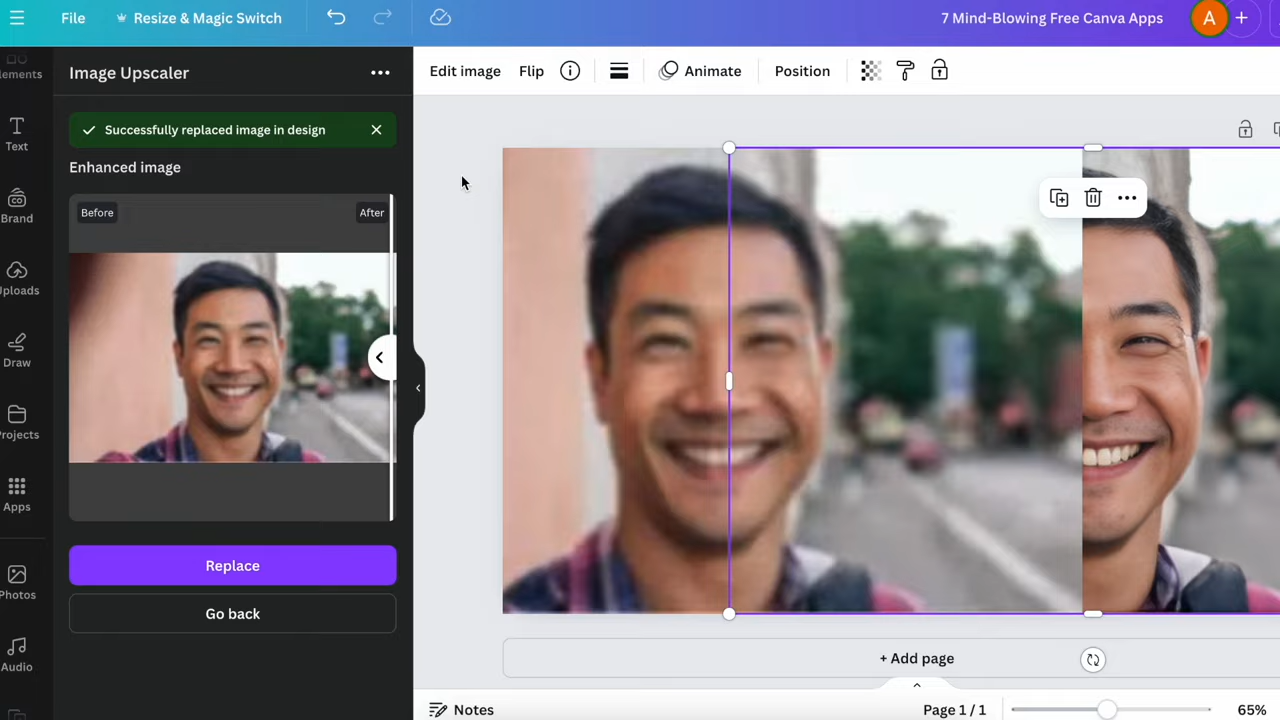 File
Resize & Magic Switch
7 Mind-Blowing Free Canva Apps
A
lements
Text
Brand
Uploads
Draw
Projects
Apps
Photos
Audio
Image Upscaler
Successfully replaced image in design
Enhanced image
Before
After
Replace
Go back
Edit image
Flip
Animate
Position
+ Add page
Notes
Page 1 / 1
65%